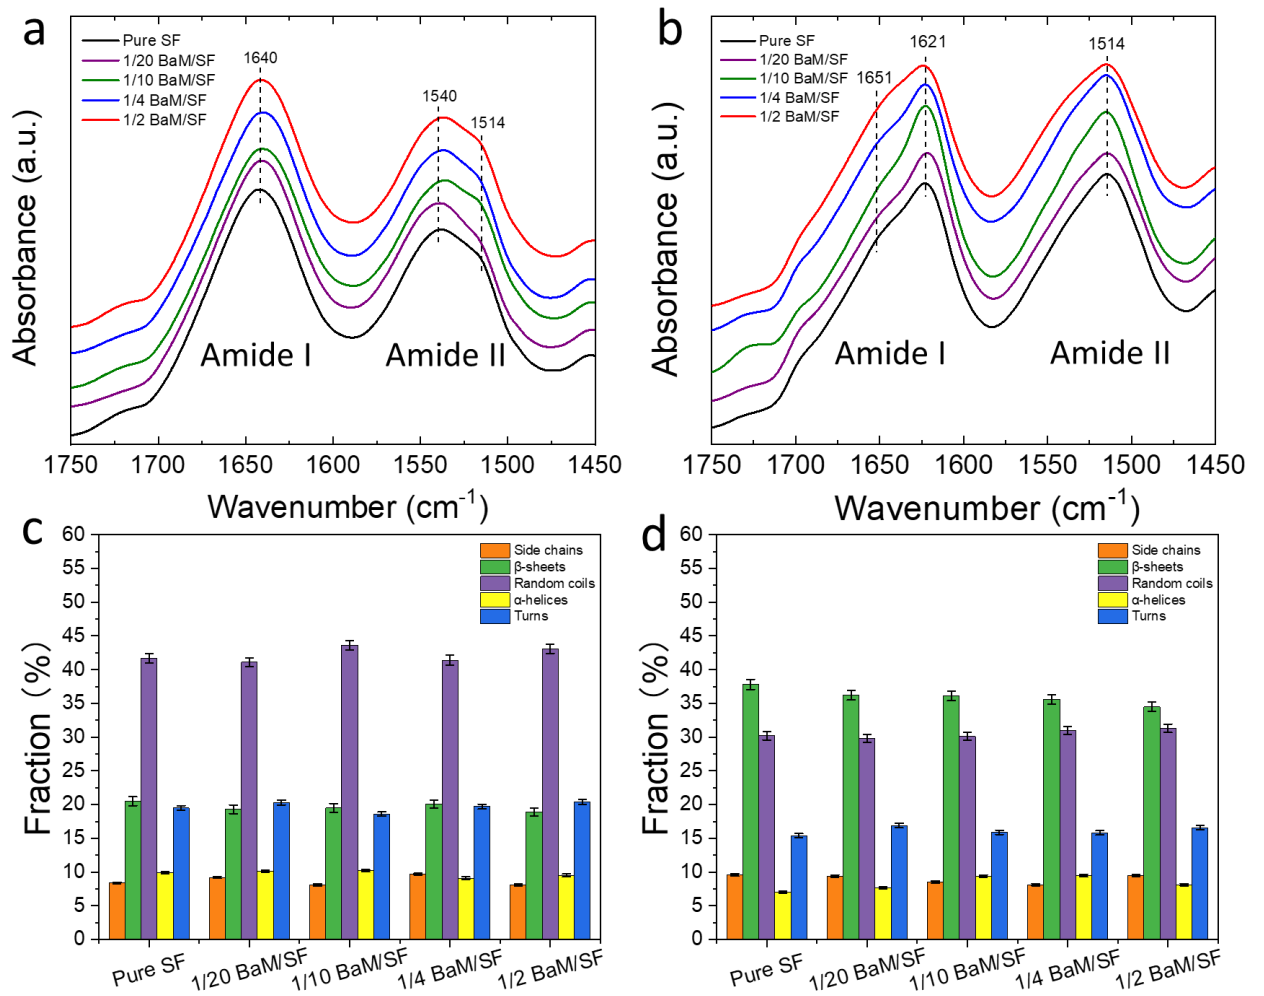 a
Pure SF
1/20 BaM/SF
1/10 BaM/SF
1/4 BaM/SF
1/2 BaM/SF
1640
1540
1514
Amide I
Amide II
Absorbance (a.u.)
1750 1700 1650 1600 1550 1500 1450
Wavenumber (cm-1)
b
Pure SF
1/20 BaM/SF
1/10 BaM/SF
1/4 BaM/SF
1/2 BaM/SF
1651
1621
1514
Amide I
Amide II
Absorbance (a.u.)
1750 1700 1650 1600 1550 1500 1450
Wavenumber (cm-1)
c
Side chains
β-sheets
Random coils
α-helices
Turns
Fraction (%)
60
55
50
45
40
35
30
25
20
15
10
5
0
Pure SF 1/20 BaM/SF 1/10 BaM/SF 1/4 BaM/SF 1/2 BaM/SF
d
Side chains
β-sheets
Random coils
α-helices
Turns
Fraction (%)
60
55
50
45
40
35
30
25
20
15
10
5
0
Pure SF 1/20 BaM/SF 1/10 BaM/SF 1/4 BaM/SF 1/2 BaM/SF